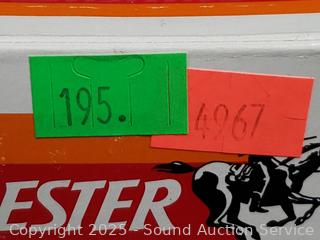 195.
4967
ESTER
Copyright 2025 - Sound Auction Service